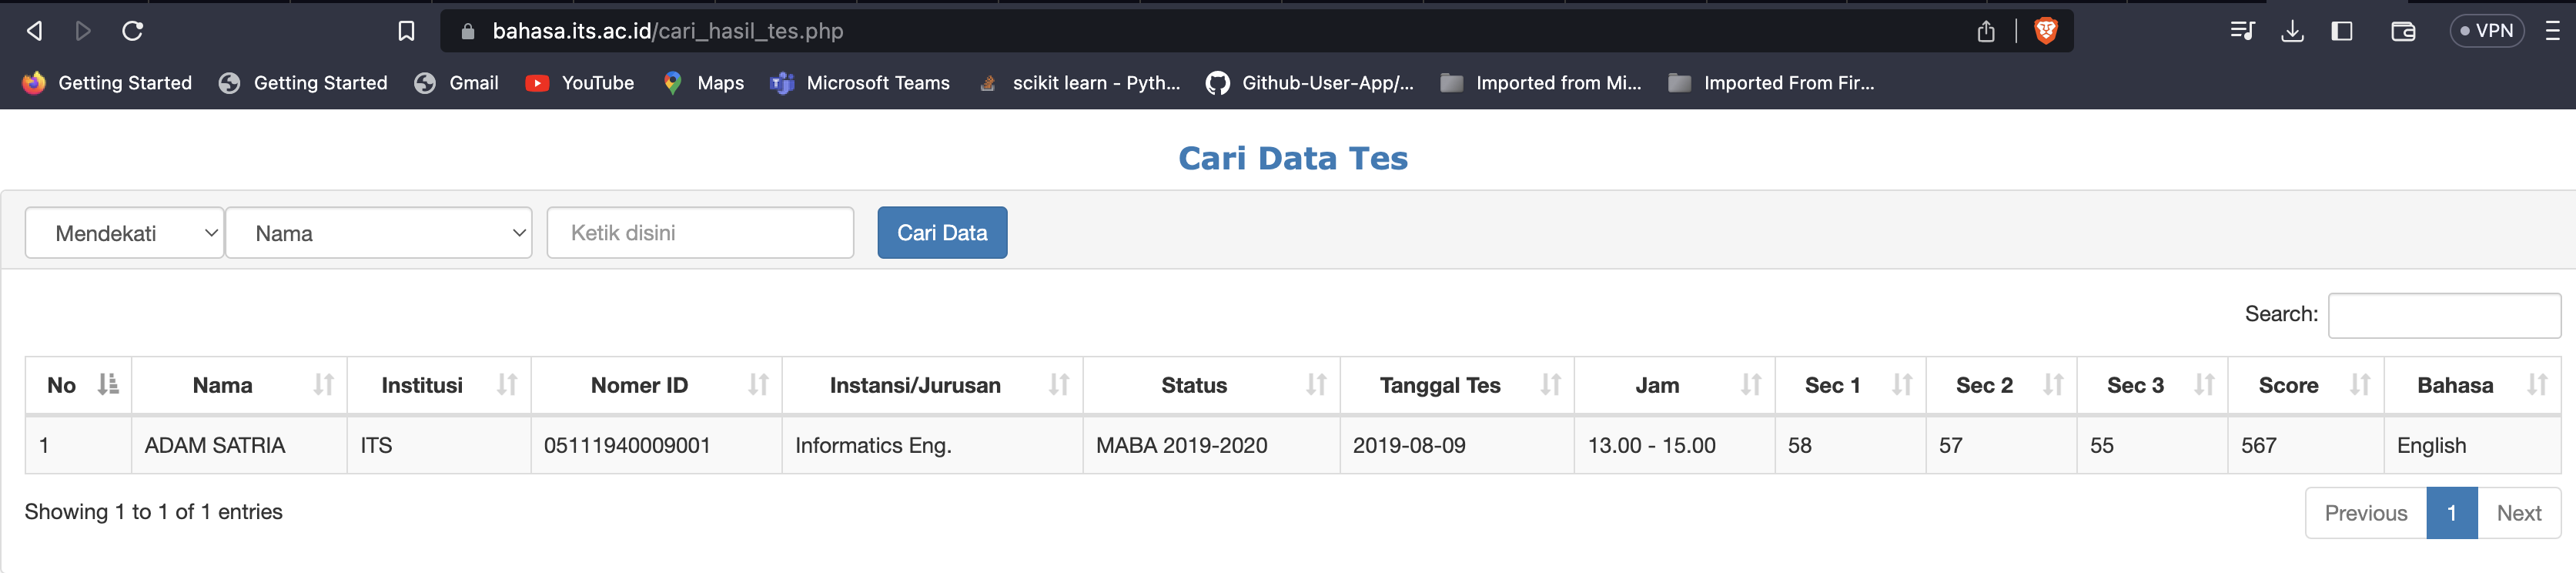 bahasa.its.ac.id/cari_hasil_tes.php VPN
Getting Started Getting Started Gmail YouTube Maps Microsoft Teams scikit learn - Pyth... Github-User-App/... Imported from Mi... Imported From Fir...
Cari Data Tes
Mendekati Nama Ketik disini Cari Data
Search:
No Nama Institusi Nomer ID Instansi/Jurusan Status Tanggal Tes Jam Sec 1 Sec 2 Sec 3 Score Bahasa
1 ADAM SATRIA ITS 05111940009001 Informatics Eng. MABA 2019-2020 2019-08-09 13.00 - 15.00 58 57 55 567 English
Showing 1 to 1 of 1 entries Previous 1 Next